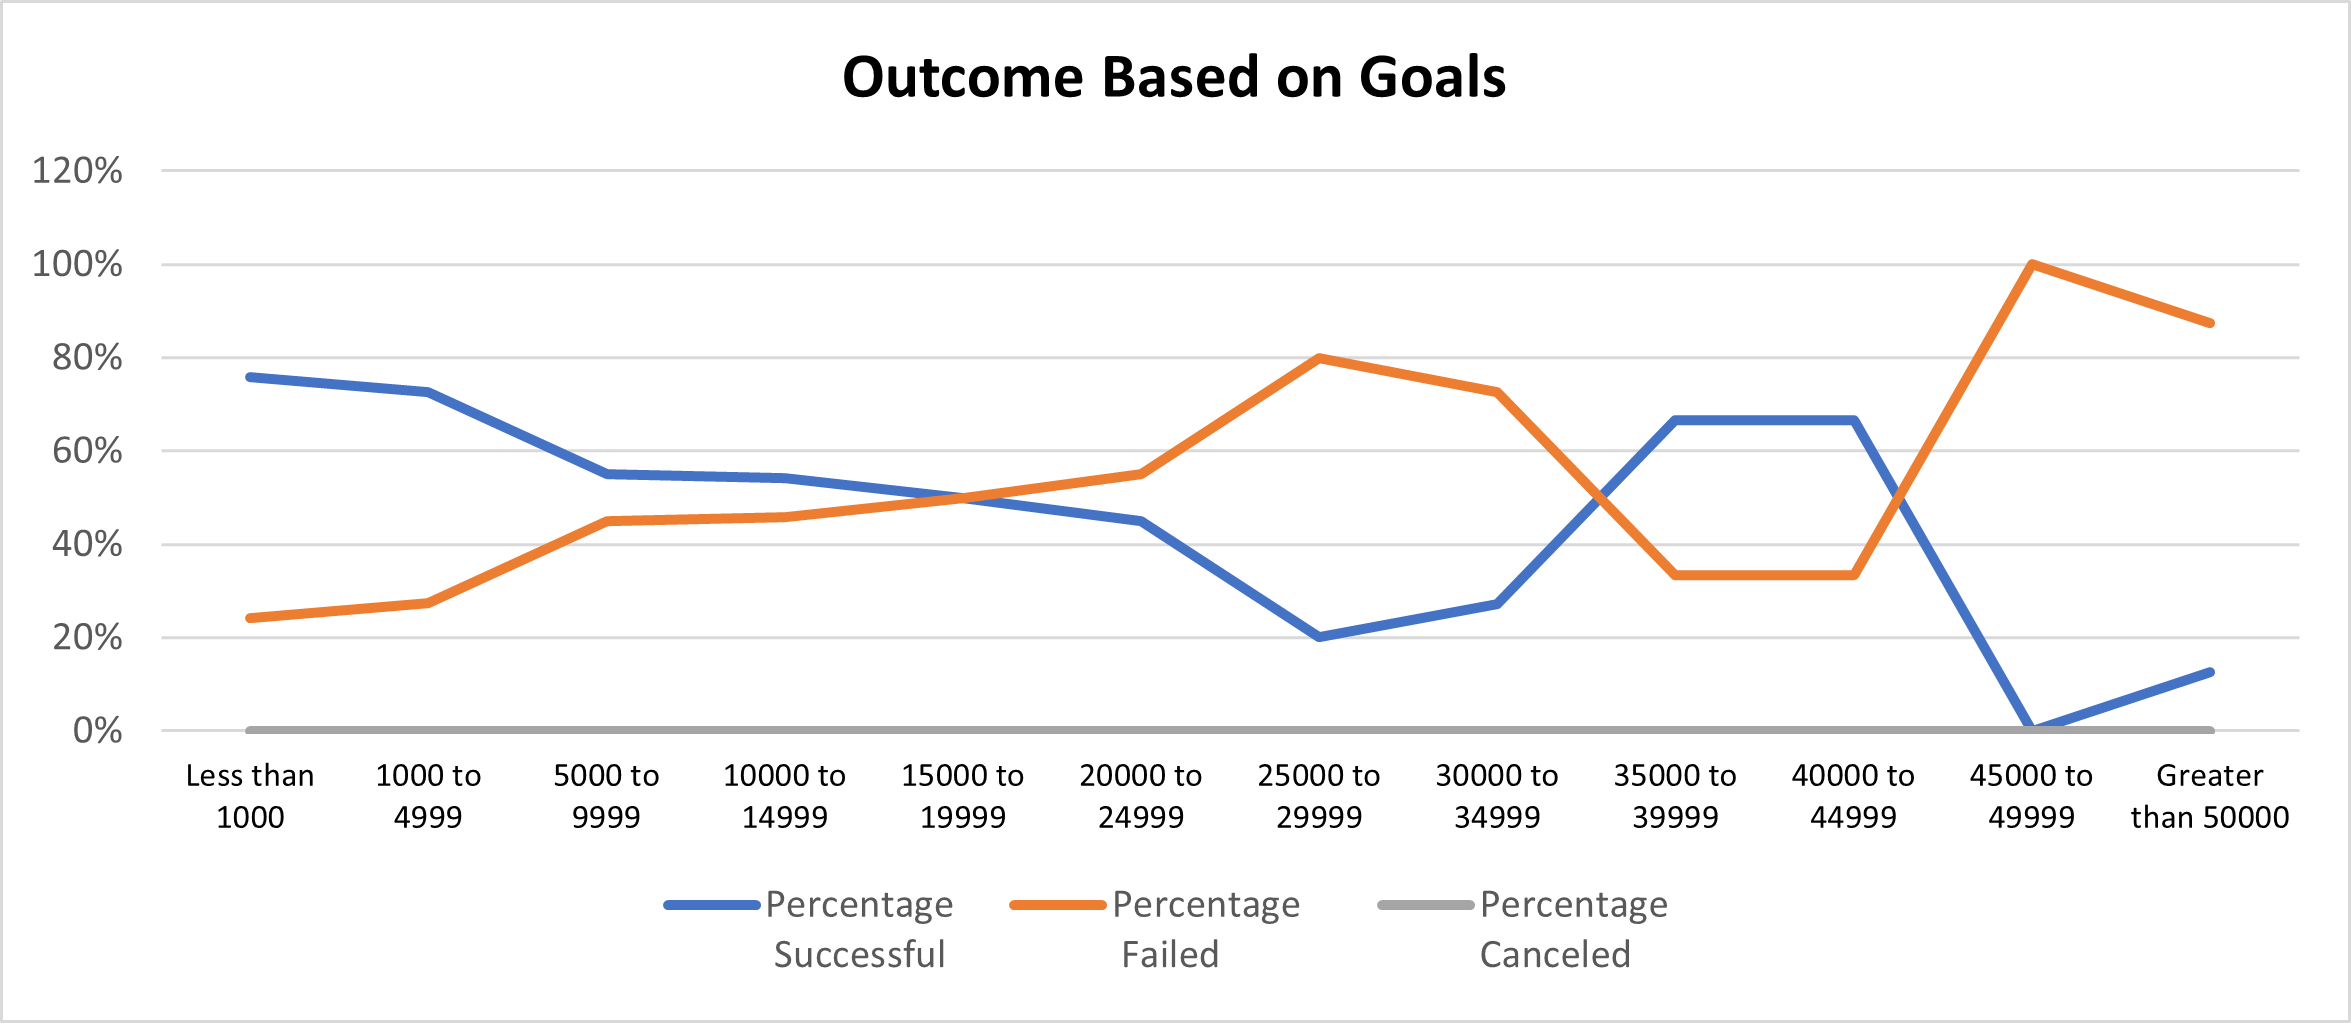 Outcome Based on Goals
120%
100%
80%
60%
40%
20%
0%
Less than
1000
1000 to
4999
5000 to
9999
10000 to
14999
15000 to
19999
20000 to
24999
25000 to
29999
30000 to
34999
35000 to
39999
40000 to
44999
45000 to
49999
Greater
than 50000
Percentage
Successful
Percentage
Failed
Percentage
Canceled